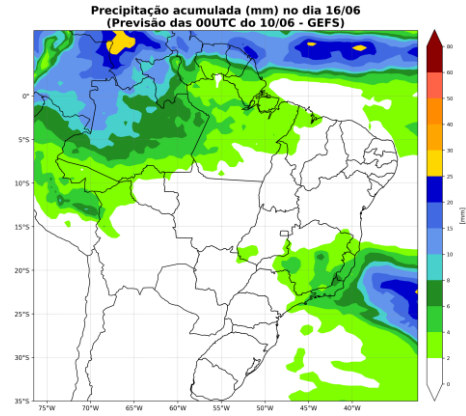 Precipitação acumulada (mm) no dia 16/06
(Previsão das 00UTC do 10/06 - GEFS)
0°
5°S
10°S
15°S
20°S
25°S
30°S
35°S
75°W 70°W 65°W 60°W 55°W 50°W 45°W 40°W
80
60
50
40
30
25
20
15
10
8
6
4
2
0
[mm]